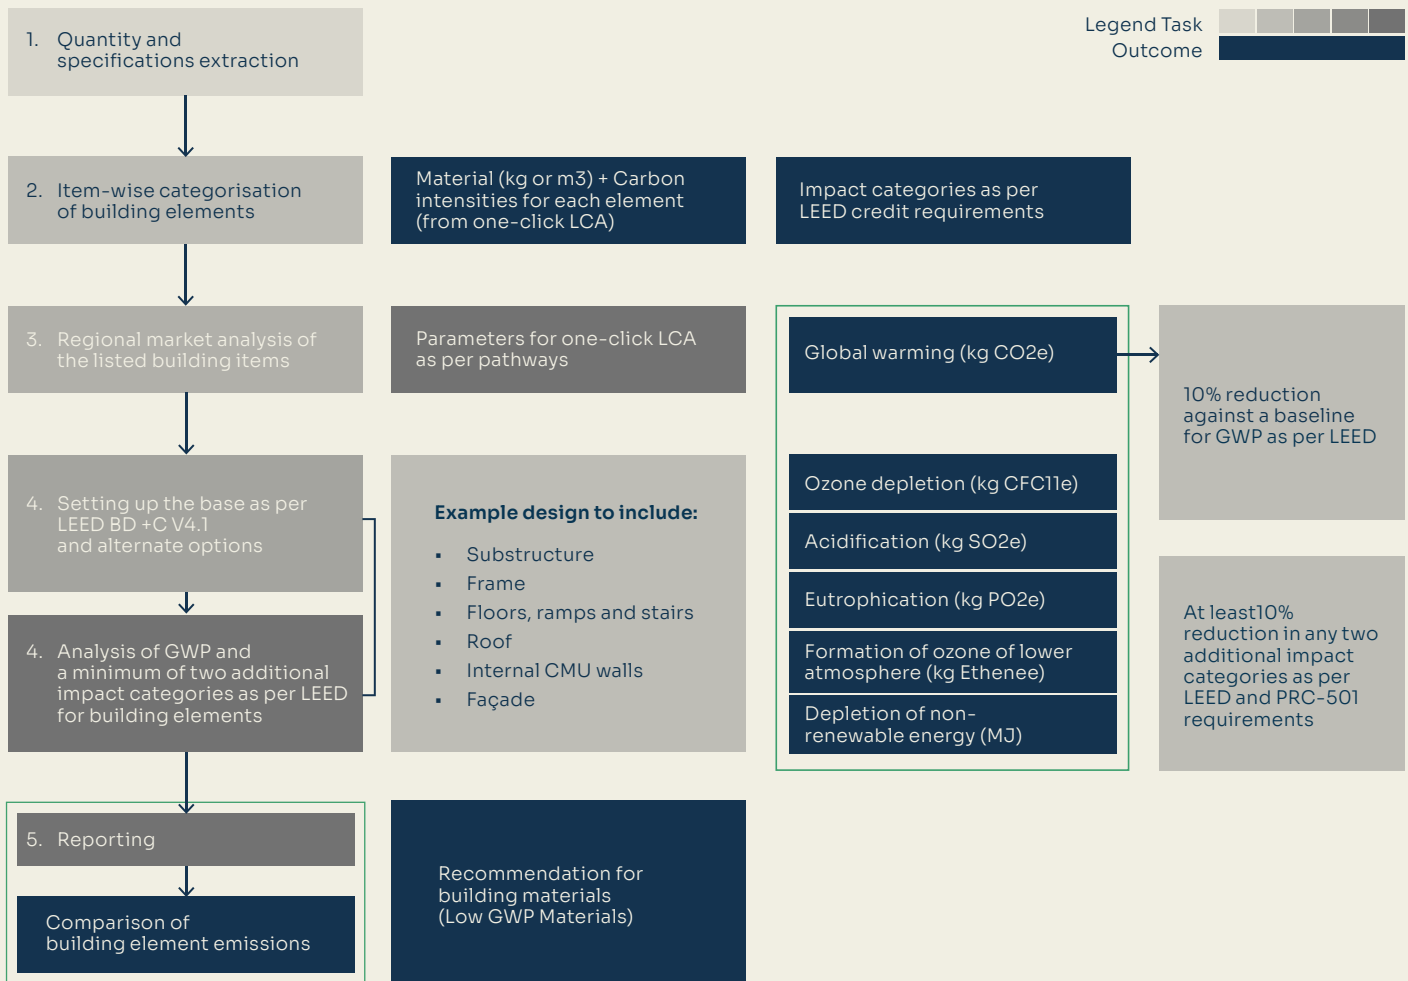 1. Quantity and
specifications extraction
Legend Task
Outcome
2. Item-wise categorisation
of building elements
Material (kg or m3) + Carbon
intensities for each element
(from one-click LCA)
Impact categories as per
LEED credit requirements
3. Regional market analysis of
the listed building items
Parameters for one-click LCA
as per pathways
Global warming (kg CO2e)
10% reduction
against a baseline
for GWP as per LEED
4. Setting up the base as per
LEED BD +C V4.1
and alternate options
4. Analysis of GWP and
a minimum of two additional
impact categories as per LEED
for building elements
Example design to include:
▪ Substructure
▪ Frame
▪ Floors, ramps and stairs
▪ Roof
▪ Internal CMU walls
▪ Façade
Ozone depletion (kg CFC11e)
Acidification (kg SO2e)
Eutrophication (kg PO2e)
Formation of ozone of lower
atmosphere (kg Ethenee)
Depletion of non-
renewable energy (MJ)
At least10%
reduction in any two
additional impact
categories as per
LEED and PRC-501
requirements
5. Reporting
Comparison of
building element emissions
Recommendation for
building materials
(Low GWP Materials)